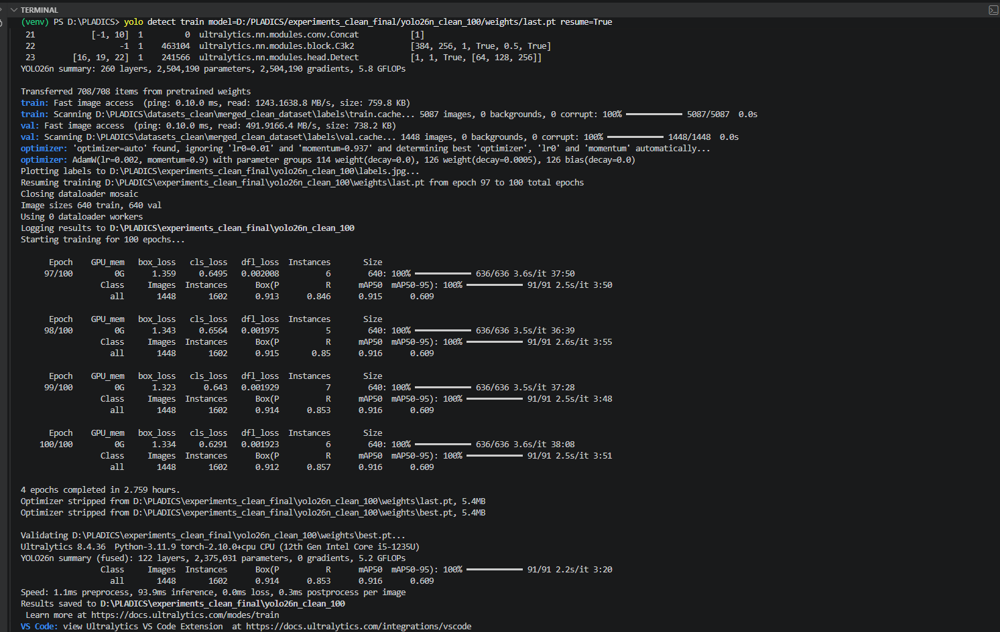 TERMINAL
(venv) PS D:\PLADICS> yolo detect train model=D:/PLADICS/experiments_clean_final/yolo26n_clean_100/weights/last.pt resume=True
21 [-1, 10] 1 0 ultralytics.nn.modules.conv.Concat [1]
22 -1 1 463104 ultralytics.nn.modules.block.C3k2 [384, 256, 1, True, 0.5, True]
23 [16, 19, 22] 1 241566 ultralytics.nn.modules.head.Detect [1, 1, True, [64, 128, 256]]
YOLO26n summary: 260 layers, 2,504,190 parameters, 2,504,190 gradients, 5.8 GFLOPs
Transferred 708/708 items from pretrained weights
train: Fast image access (ping: 0.10.0 ms, read: 1243.1638.8 MB/s, size: 759.8 KB)
train: Scanning D:\PLADICS\datasets_clean\merged_clean_dataset\labels\train.cache... 5087 images, 0 backgrounds, 0 corrupt: 100% 5087/5087 0.0s
val: Fast image access (ping: 0.10.0 ms, read: 491.9166.4 MB/s, size: 738.2 KB)
val: Scanning D:\PLADICS\datasets_clean\merged_clean_dataset\labels\val.cache... 1448 images, 0 backgrounds, 0 corrupt: 100% 1448/1448 0.0s
optimizer: 'optimizer=auto' found, ignoring 'lr0=0.01' and 'momentum=0.937' and determining best 'optimizer', 'lr0' and 'momentum' automatically...
optimizer: AdamW(lr=0.002, momentum=0.9) with parameter groups 114 weight(decay=0.0), 126 weight(decay=0.0005), 126 bias(decay=0.0)
Plotting labels to D:\PLADICS\experiments_clean_final\yolo26n_clean_100\labels.jpg...
Resuming training D:\PLADICS\experiments_clean_final\yolo26n_clean_100\weights\last.pt from epoch 97 to 100 total epochs
Closing dataloader mosaic
Image sizes 640 train, 640 val
Using 0 dataloader workers
Logging results to D:\PLADICS\experiments_clean_final\yolo26n_clean_100
Starting training for 100 epochs...
Epoch GPU_mem box_loss cls_loss dfl_loss Instances Size
97/100 0G 1.359 0.6495 0.002008 6 640: 100% 636/636 3.6s/it 37:50
Class Images Instances Box(P R mAP50 mAP50-95): 100% 91/91 2.5s/it 3:50
all 1448 1602 0.913 0.846 0.915 0.609
Epoch GPU_mem box_loss cls_loss dfl_loss Instances Size
98/100 0G 1.343 0.6564 0.001975 5 640: 100% 636/636 3.5s/it 36:39
Class Images Instances Box(P R mAP50 mAP50-95): 100% 91/91 2.6s/it 3:55
all 1448 1602 0.915 0.85 0.916 0.609
Epoch GPU_mem box_loss cls_loss dfl_loss Instances Size
99/100 0G 1.323 0.643 0.001929 7 640: 100% 636/636 3.5s/it 37:28
Class Images Instances Box(P R mAP50 mAP50-95): 100% 91/91 2.5s/it 3:48
all 1448 1602 0.914 0.853 0.916 0.609
Epoch GPU_mem box_loss cls_loss dfl_loss Instances Size
100/100 0G 1.334 0.6291 0.001923 6 640: 100% 636/636 3.6s/it 38:08
Class Images Instances Box(P R mAP50 mAP50-95): 100% 91/91 2.5s/it 3:51
all 1448 1602 0.912 0.857 0.916 0.609
4 epochs completed in 2.759 hours.
Optimizer stripped from D:\PLADICS\experiments_clean_final\yolo26n_clean_100\weights\last.pt, 5.4MB
Optimizer stripped from D:\PLADICS\experiments_clean_final\yolo26n_clean_100\weights\best.pt, 5.4MB
Validating D:\PLADICS\experiments_clean_final\yolo26n_clean_100\weights\best.pt...
Ultralytics 8.4.36 Python-3.11.9 torch-2.10.0+cpu CPU (12th Gen Intel Core i5-1235U)
YOLO26n summary (fused): 122 layers, 2,375,031 parameters, 0 gradients, 5.2 GFLOPs
Class Images Instances Box(P R mAP50 mAP50-95): 100% 91/91 2.2s/it 3:20
all 1448 1602 0.914 0.853 0.916 0.609
Speed: 1.1ms preprocess, 93.9ms inference, 0.0ms loss, 0.3ms postprocess per image
Results saved to D:\PLADICS\experiments_clean_final\yolo26n_clean_100
Learn more at https://docs.ultralytics.com/modes/train
VS Code: view Ultralytics VS Code Extension at https://docs.ultralytics.com/integrations/vscode